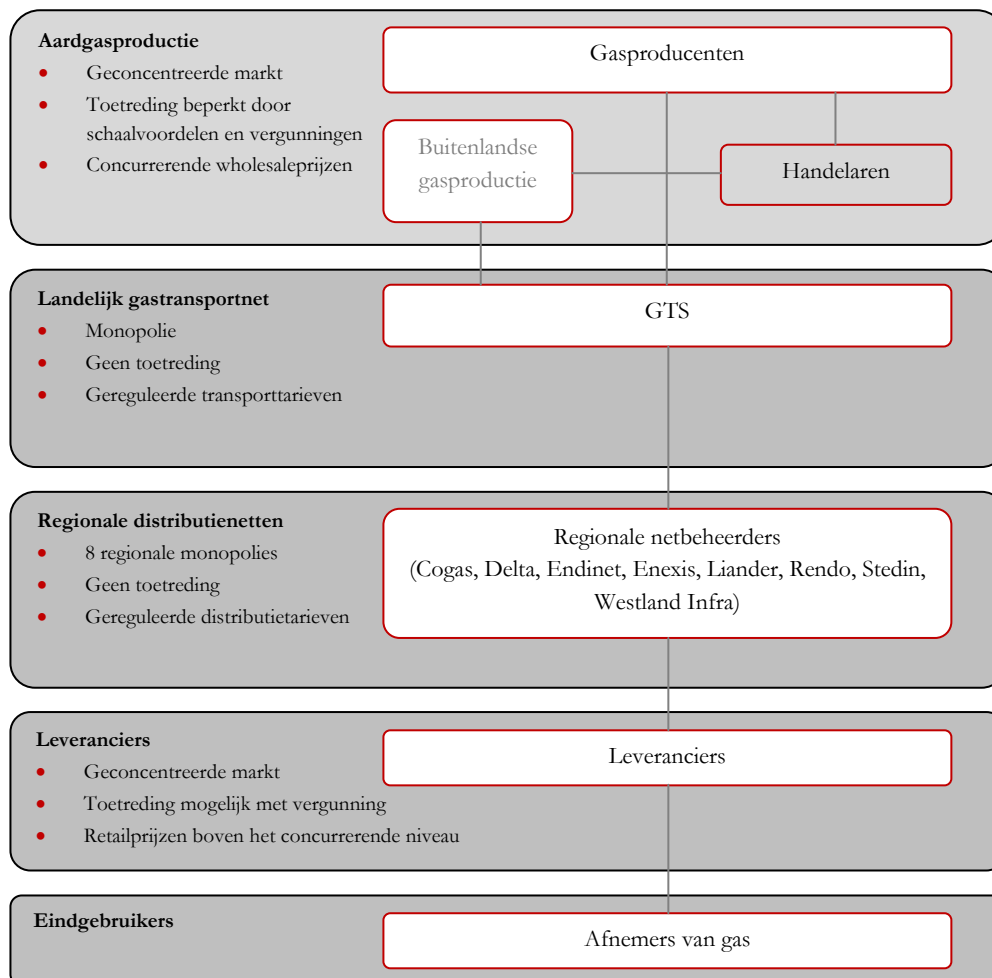 Aardgasproductie
• Geconcentreerde markt
• Toetreding beperkt door
schaalvoordelen en vergunningen
• Concurrerende wholesaleprijzen
Gasproducenten
Buitenlandse
gasproductie
Handelaren
Landelijk gastransportnet
• Monopolie
• Geen toetreding
• Gereguleerde transporttarieven
GTS
Regionale distributienetten
• 8 regionale monopolies
• Geen toetreding
• Gereguleerde distributietarieven
Regionale netbeheerders
(Cogas, Delta, Endinet, Enexis, Liander, Rendo, Stedin,
Westland Infra)
Leveranciers
• Geconcentreerde markt
• Toetreding mogelijk met vergunning
• Retailprijzen boven het concurrerende niveau
Leveranciers
Eindgebruikers
Afnemers van gas